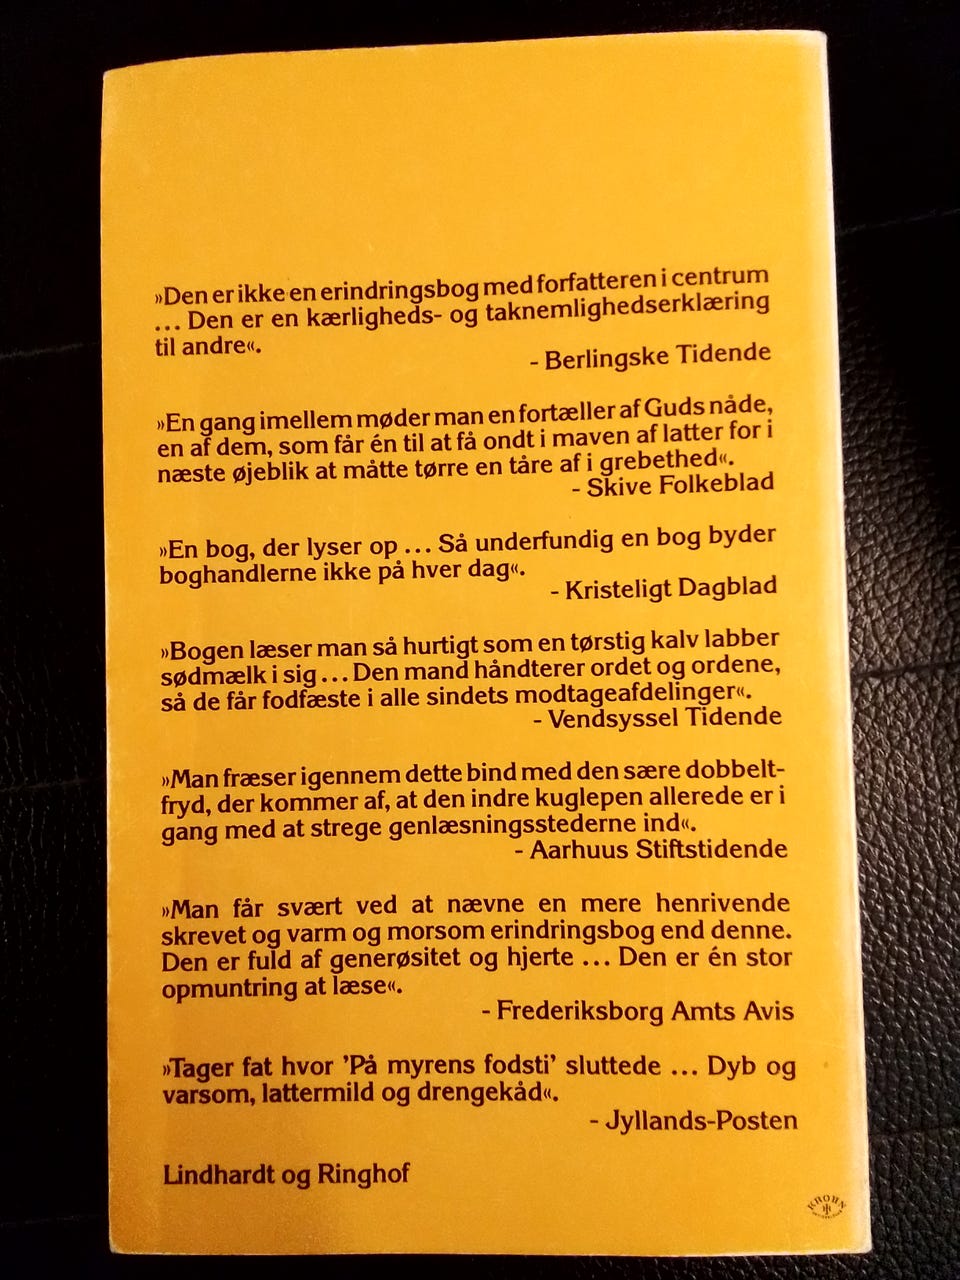 »Den er ikke en erindringsbog med forfatteren i centrum
... Den er en kærligheds- og taknemlighedserklæring
til andre«.
- Berlingske Tidende
»En gang imellem møder man en fortæller af Guds nåde,
en af dem, som får én til at få ondt i maven af latter for i
næste øjeblik at måtte tørre en tåre af i grebethed«.
- Skive Folkeblad
»En bog, der lyser op ... Så underfundig en bog byder
boghandlerne ikke på hver dag«.
- Kristeligt Dagblad
»Bogen læser man så hurtigt som en tørstig kalv labber
sødmælk i sig ... Den mand håndterer ordet og ordene,
så de får fodfæste i alle sindets modtageafdelinger«.
- Vendsyssel Tidende
»Man fræser igennem dette bind med den sære dobbelt-
fryd, der kommer af, at den indre kuglepen allerede er i
gang med at strege genlæsningsstederne ind«.
- Aarhuus Stiftstidende
»Man får svært ved at nævne en mere henrivende
skrevet og varm og morsom erindringsbog end denne.
Den er fuld af generøsitet og hjerte ... Den er én stor
opmuntring at læse«.
- Frederiksborg Amts Avis
»Tager fat hvor 'På myrens fodsti' sluttede ... Dyb og
varsom, lattermild og drengekåd«.
- Jyllands-Posten
Lindhardt og Ringhof
KROHN